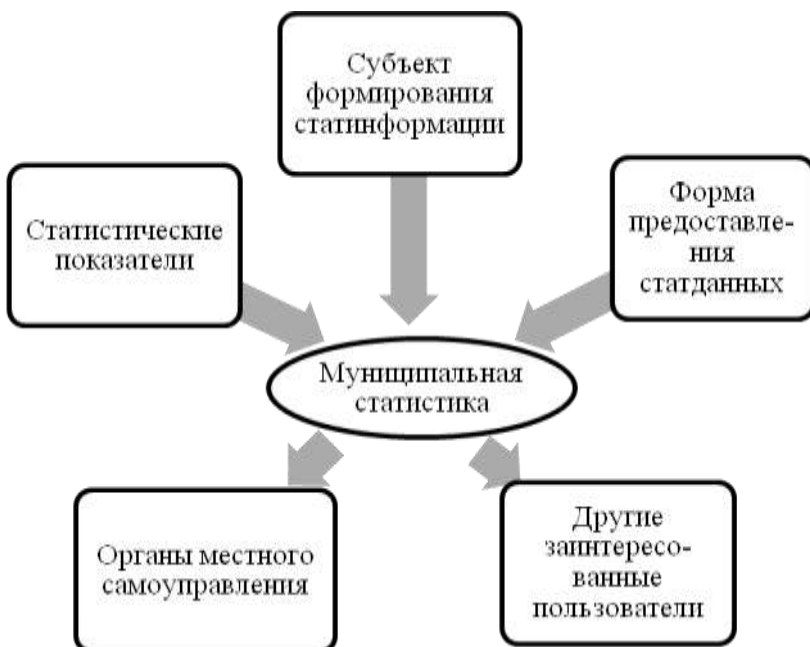 Субъект
формирования
статинформации
Статистические
показатели
Форма
предоставле-
ния
статданных
Муниципальная
статистика
Органы местного
самоуправления
Другие
заинтересо-
ванные
пользователи